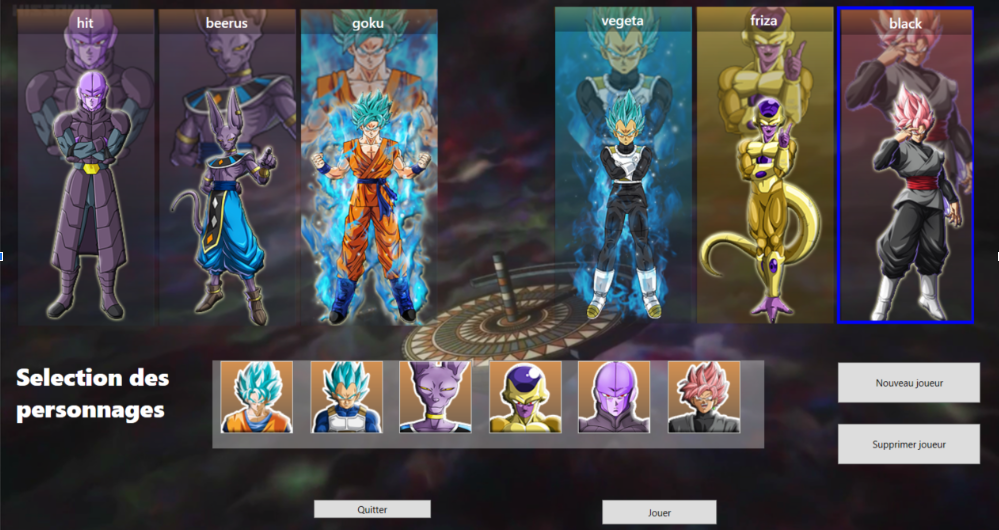 hit
beerus
goku
vegeta
friza
black
Selection des
personnages
Nouveau joueur
Supprimer joueur
Quitter
Jouer